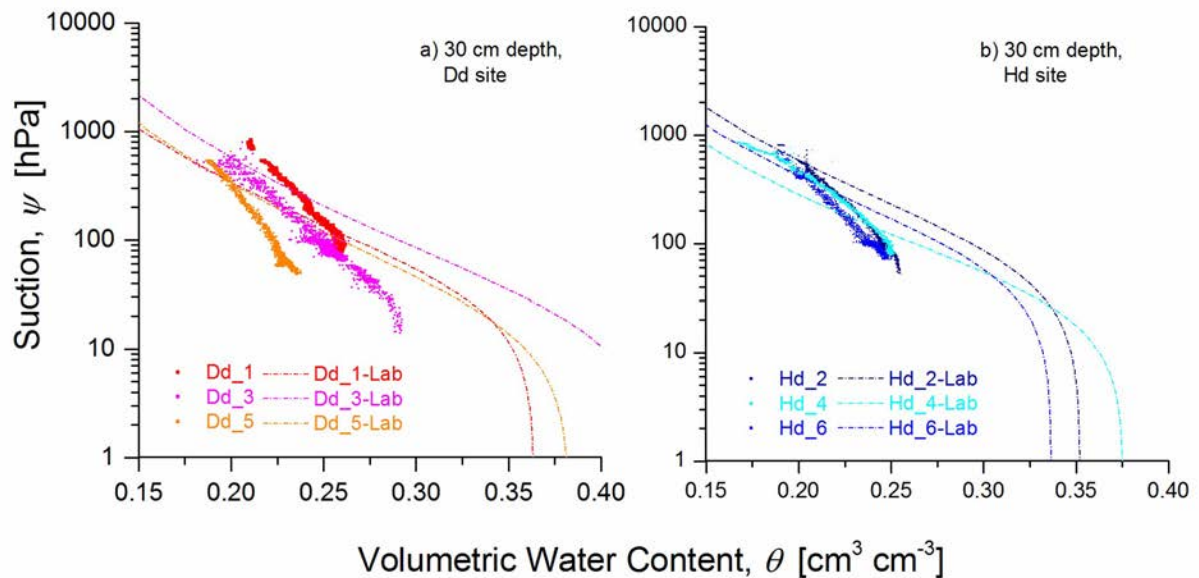 10000
1000
100
10
1
Suction, ψ [hPa]
a) 30 cm depth,
Dd site
Dd_1 Dd_1-Lab
Dd_3 Dd_3-Lab
Dd_5 Dd_5-Lab
0.15 0.20 0.25 0.30 0.35 0.40
10000
1000
100
10
1
b) 30 cm depth,
Hd site
Hd_2 Hd_2-Lab
Hd_4 Hd_4-Lab
Hd_6 Hd_6-Lab
0.15 0.20 0.25 0.30 0.35 0.40
Volumetric Water Content, θ [cm³ cm⁻³]